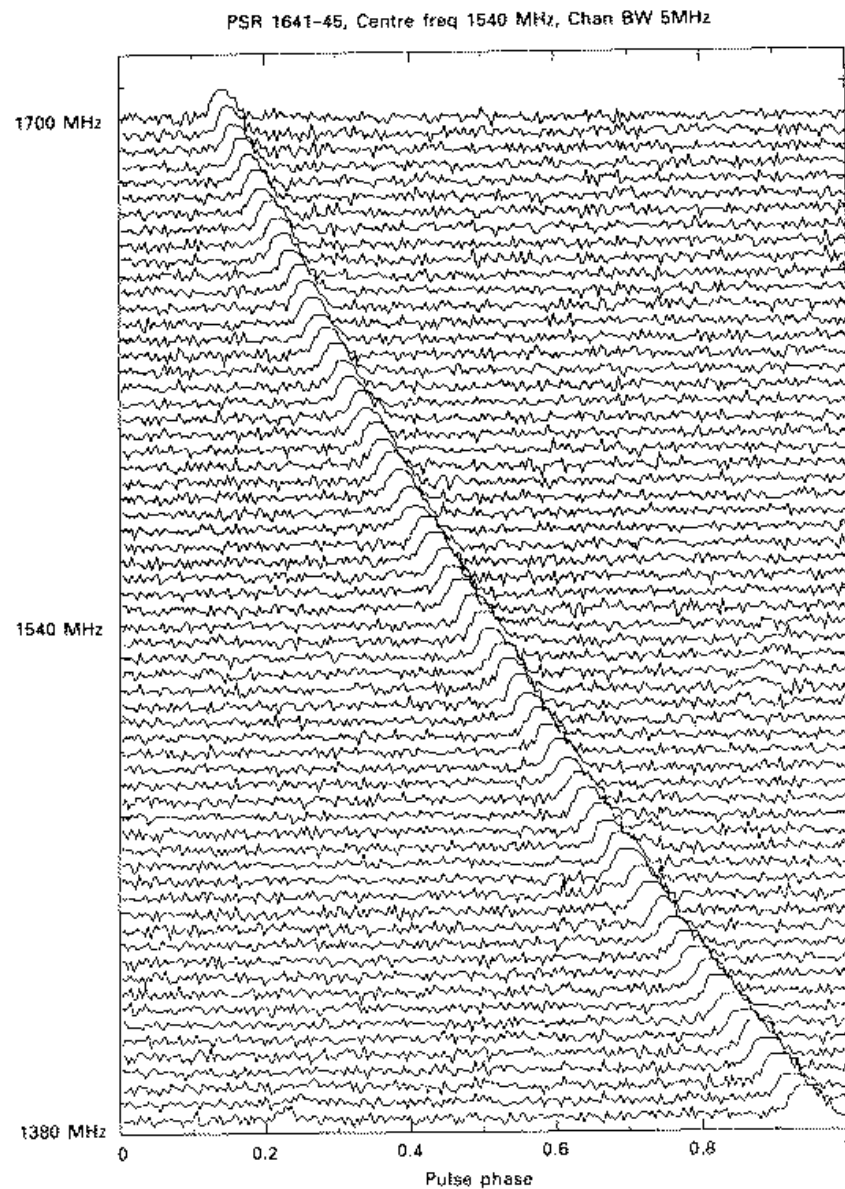 PSR 1641-45, Centre freq 1540 MHz, Chan BW 5MHz
1700 MHz
1540 MHz
1380 MHz
0 0.2 0.4 0.6 0.8
Pulse phase